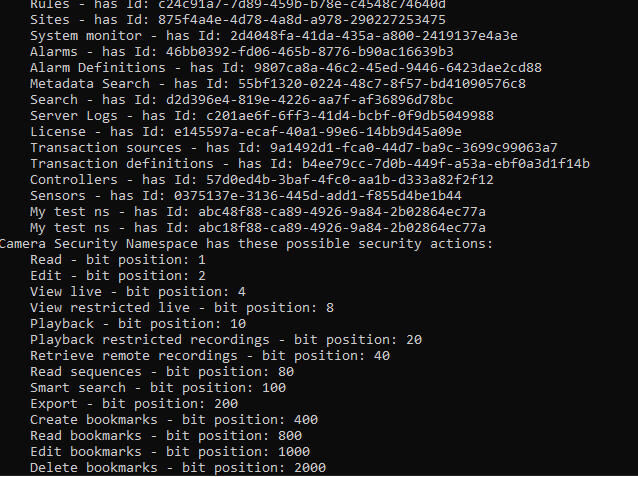 Rules - has Id: c24c91a7-7d89-459b-b78e-c4548c74640d
Sites - has Id: 875f4a4e-4d78-4a8d-a978-290227253475
System monitor - has Id: 2d4048fa-41da-435a-a800-2419137e4a3e
Alarms - has Id: 46bb0392-fd06-465b-8776-b90ac16639b3
Alarm Definitions - has Id: 9807ca8a-46c2-45ed-9446-6423dae2cd88
Metadata Search - has Id: 55bf1320-0224-48c7-8f57-bd41090576c8
Search - has Id: d2d396e4-819e-4226-aa7f-af36896d78bc
Server Logs - has Id: c201ae6f-6ff3-41d4-bcbf-0f9db5049988
License - has Id: e145597a-ecaf-40a1-99e6-14bb9d45a09e
Transaction sources - has Id: 9a1492d1-fca0-44d7-ba9c-3699c99063a7
Transaction definitions - has Id: b4ee79cc-7d0b-449f-a53a-ebf0a3d1f14b
Controllers - has Id: 57d0ed4b-3baf-4fc0-aa1b-d333a82f2f12
Sensors - has Id: 0375137e-3136-445d-add1-f855d4be1b44
My test ns - has Id: abc48f88-ca89-4926-9a84-2b02864ec77a
My test ns - has Id: abc18f88-ca89-4926-9a84-2b02864ec77a
Camera Security Namespace has these possible security actions:
Read - bit position: 1
Edit - bit position: 2
View live - bit position: 4
View restricted live - bit position: 8
Playback - bit position: 10
Playback restricted recordings - bit position: 20
Retrieve remote recordings - bit position: 40
Read sequences - bit position: 80
Smart search - bit position: 100
Export - bit position: 200
Create bookmarks - bit position: 400
Read bookmarks - bit position: 800
Edit bookmarks - bit position: 1000
Delete bookmarks - bit position: 2000